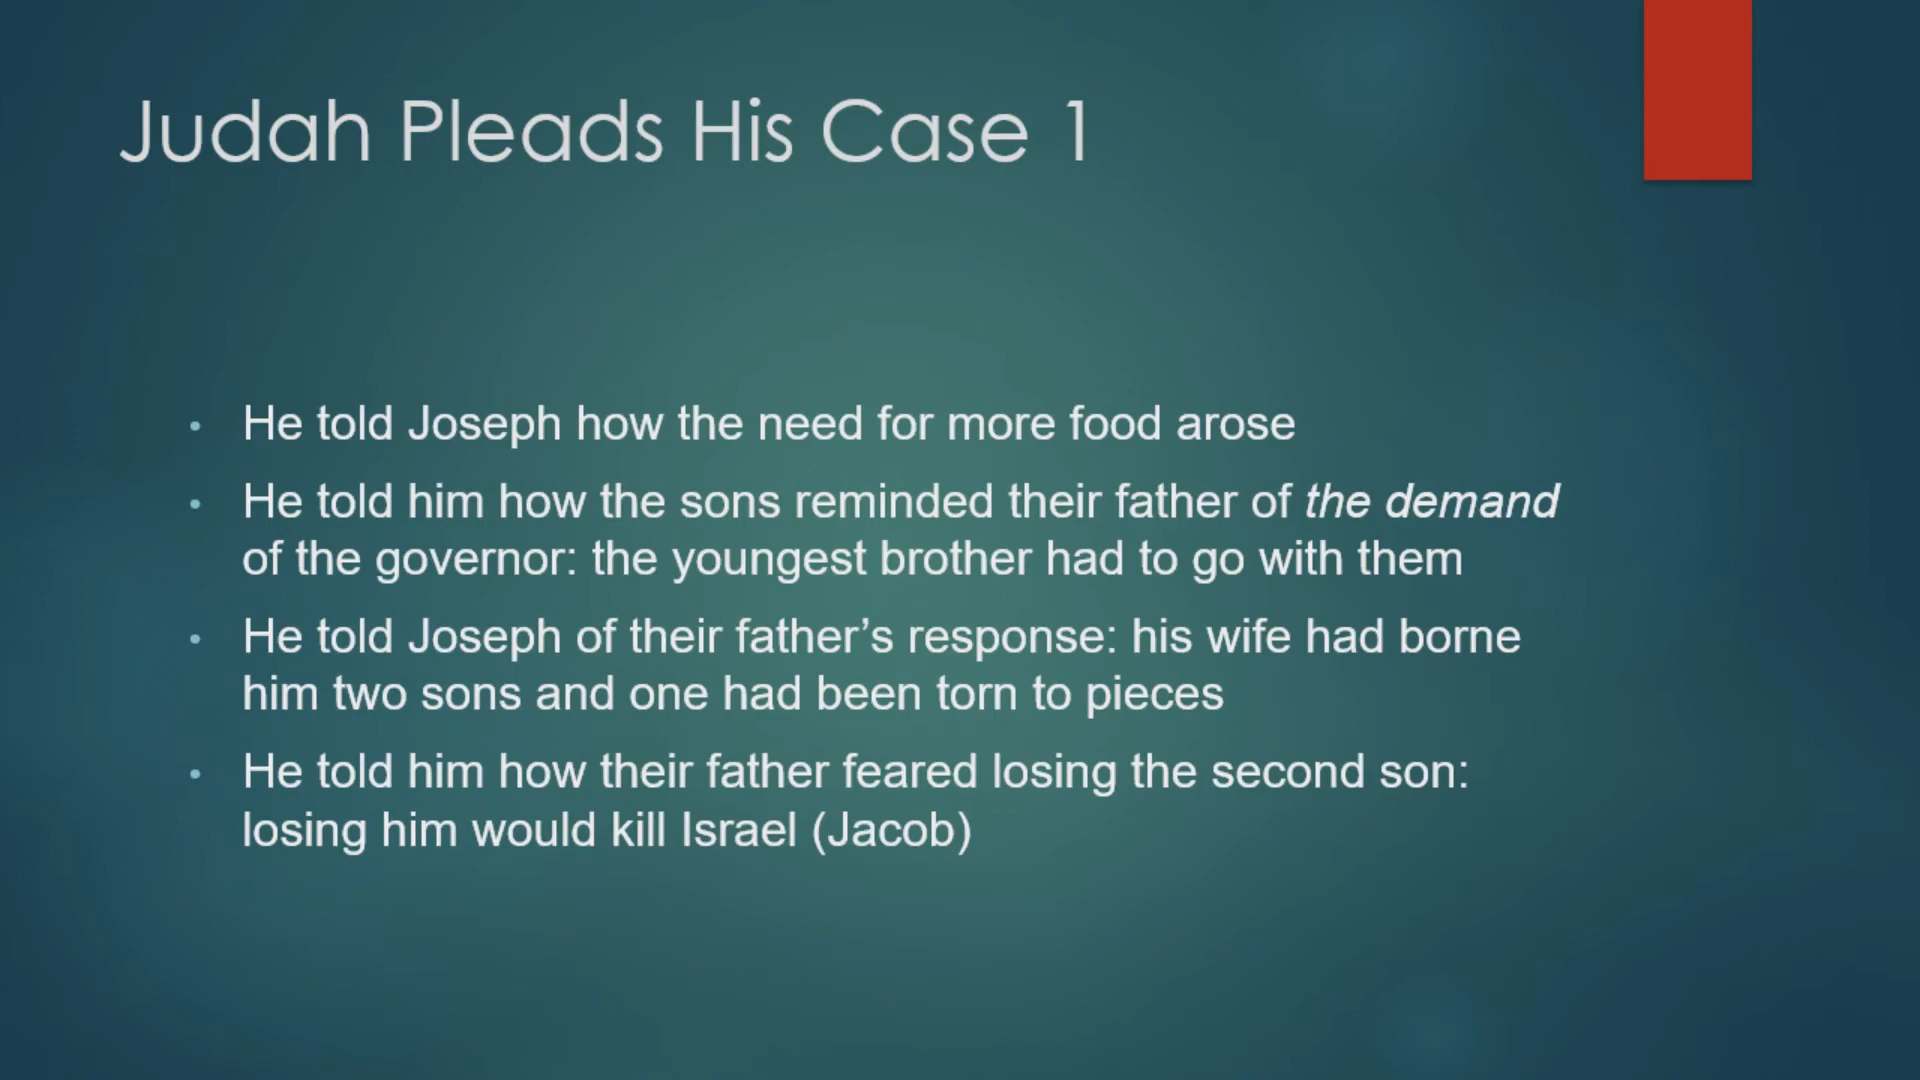 Judah Pleads His Case 1
• He told Joseph how the need for more food arose
• He told him how the sons reminded their father of the demand
of the governor: the youngest brother had to go with them
• He told Joseph of their father’s response: his wife had borne
him two sons and one had been torn to pieces
• He told him how their father feared losing the second son:
losing him would kill Israel (Jacob)